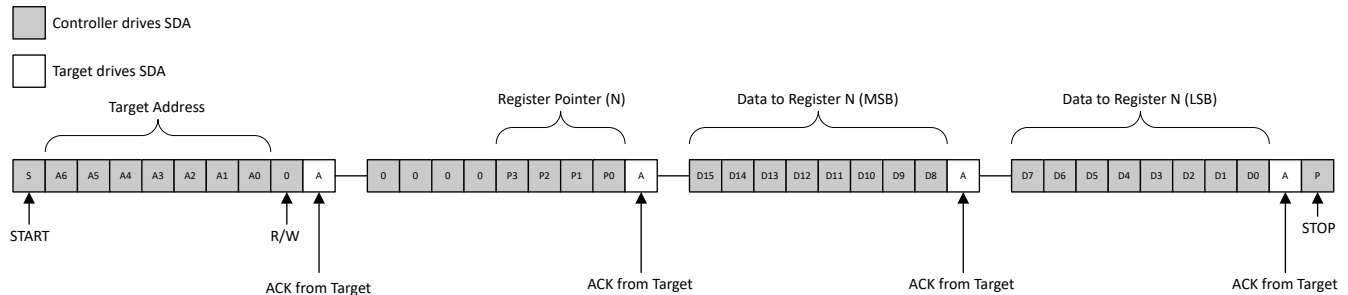 Controller drives SDA
Target drives SDA
Target Address
Register Pointer (N)
Data to Register N (MSB)
Data to Register N (LSB)
S A6 A5 A4 A3 A2 A1 A0 0 A 0 0 0 0 P3 P2 P1 P0 A D15 D14 D13 D12 D11 D10 D9 D8 A D7 D6 D5 D4 D3 D2 D1 D0 A P
START
R/W
STOP
ACK from Target
ACK from Target
ACK from Target
ACK from Target